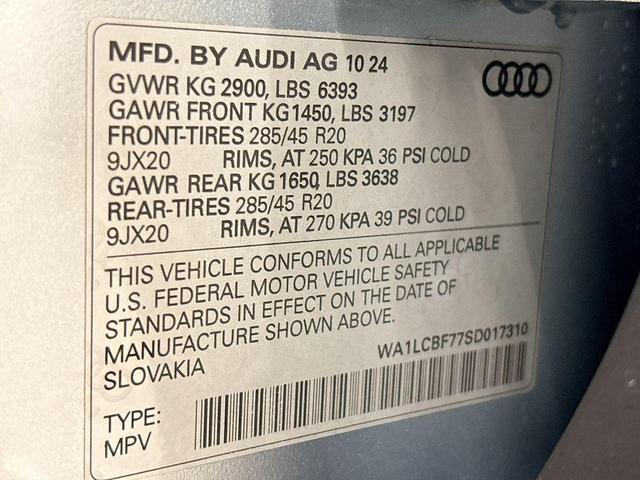 MFD. BY AUDI AG 10 24
GVWR KG 2900, LBS 6393
GAWR FRONT KG1450, LBS 3197
FRONT-TIRES 285/45 R20
9JX20 RIMS, AT 250 KPA 36 PSI COLD
GAWR REAR KG 1650, LBS 3638
REAR-TIRES 285/45 R20
9JX20 RIMS, AT 270 KPA 39 PSI COLD
THIS VEHICLE CONFORMS TO ALL APPLICABLE
U.S. FEDERAL MOTOR VEHICLE SAFETY
STANDARDS IN EFFECT ON THE DATE OF
MANUFACTURE SHOWN ABOVE.
SLOVAKIA
WA1LCBF77SD017310
TYPE:
MPV